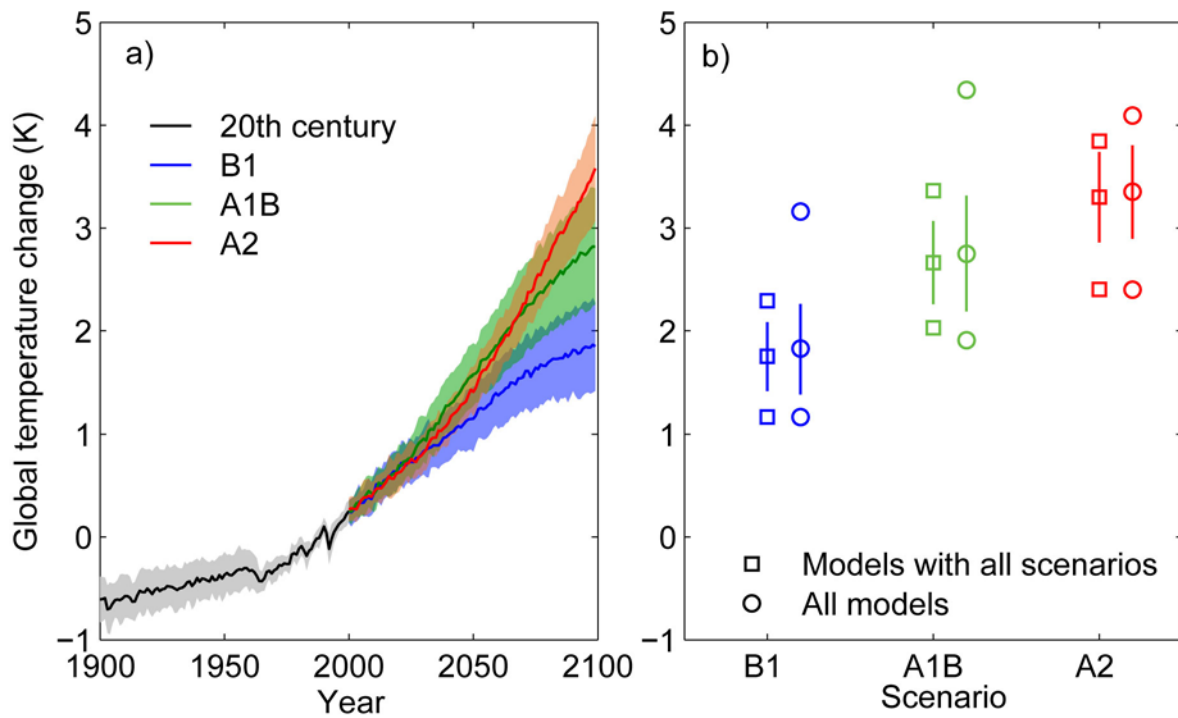 a)
20th century
B1
A1B
A2
Global temperature change (K)
5
4
3
2
1
0
−1
1900 1950 2000 2050 2100
Year
b)
5
4
3
2
1
0
−1
Models with all scenarios
All models
B1 A1B A2
Scenario